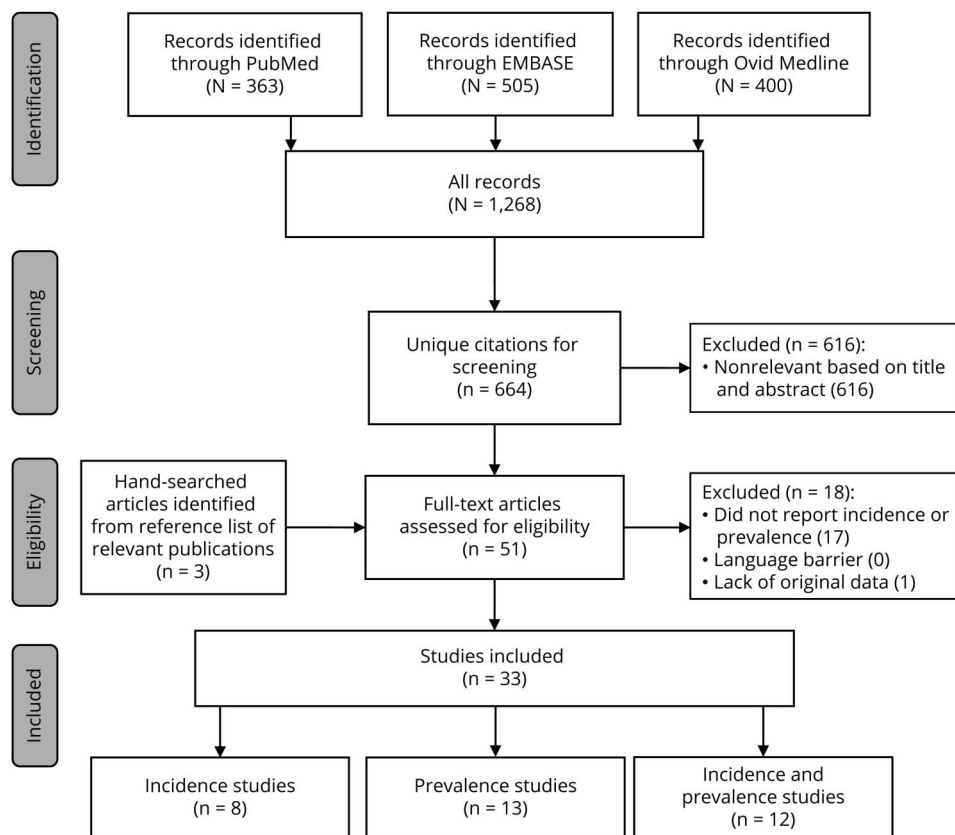 Identification
Records identified
through PubMed
(N = 363)
Records identified
through EMBASE
(N = 505)
Records identified
through Ovid Medline
(N = 400)
All records
(N = 1,268)
Screening
Unique citations for
screening
(n = 664)
Excluded (n = 616):
• Nonrelevant based on title
and abstract (616)
Eligibility
Hand-searched
articles identified
from reference list of
relevant publications
(n = 3)
Full-text articles
assessed for eligibility
(n = 51)
Excluded (n = 18):
• Did not report incidence or
prevalence (17)
• Language barrier (0)
• Lack of original data (1)
Included
Studies included
(n = 33)
Incidence studies
(n = 8)
Prevalence studies
(n = 13)
Incidence and
prevalence studies
(n = 12)